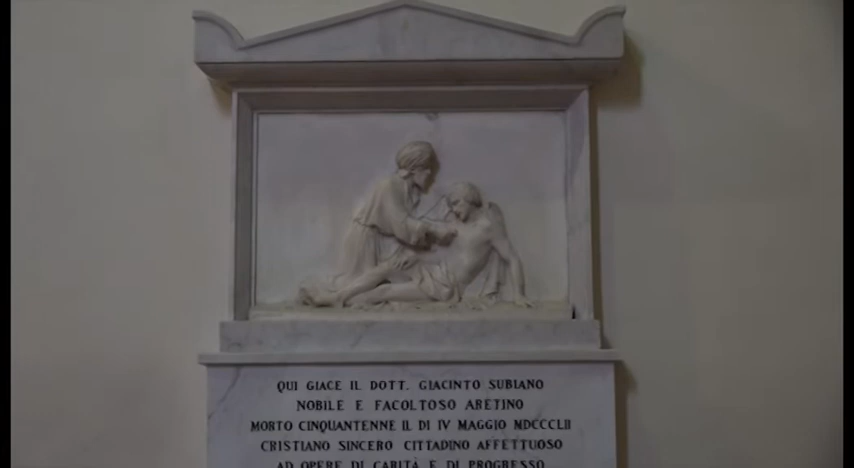 QUI GIACE IL DOTT. GIACINTO SUBIANO
NOBILE E FACOLTOSO ARETINO
MORTO CINQUANTENNE IL DI IV MAGGIO MDCCCLII
CRISTIANO SINCERO CITTADINO AFFETTUOSO
AD OPERE DI CARITÀ E DI PROGRESSO